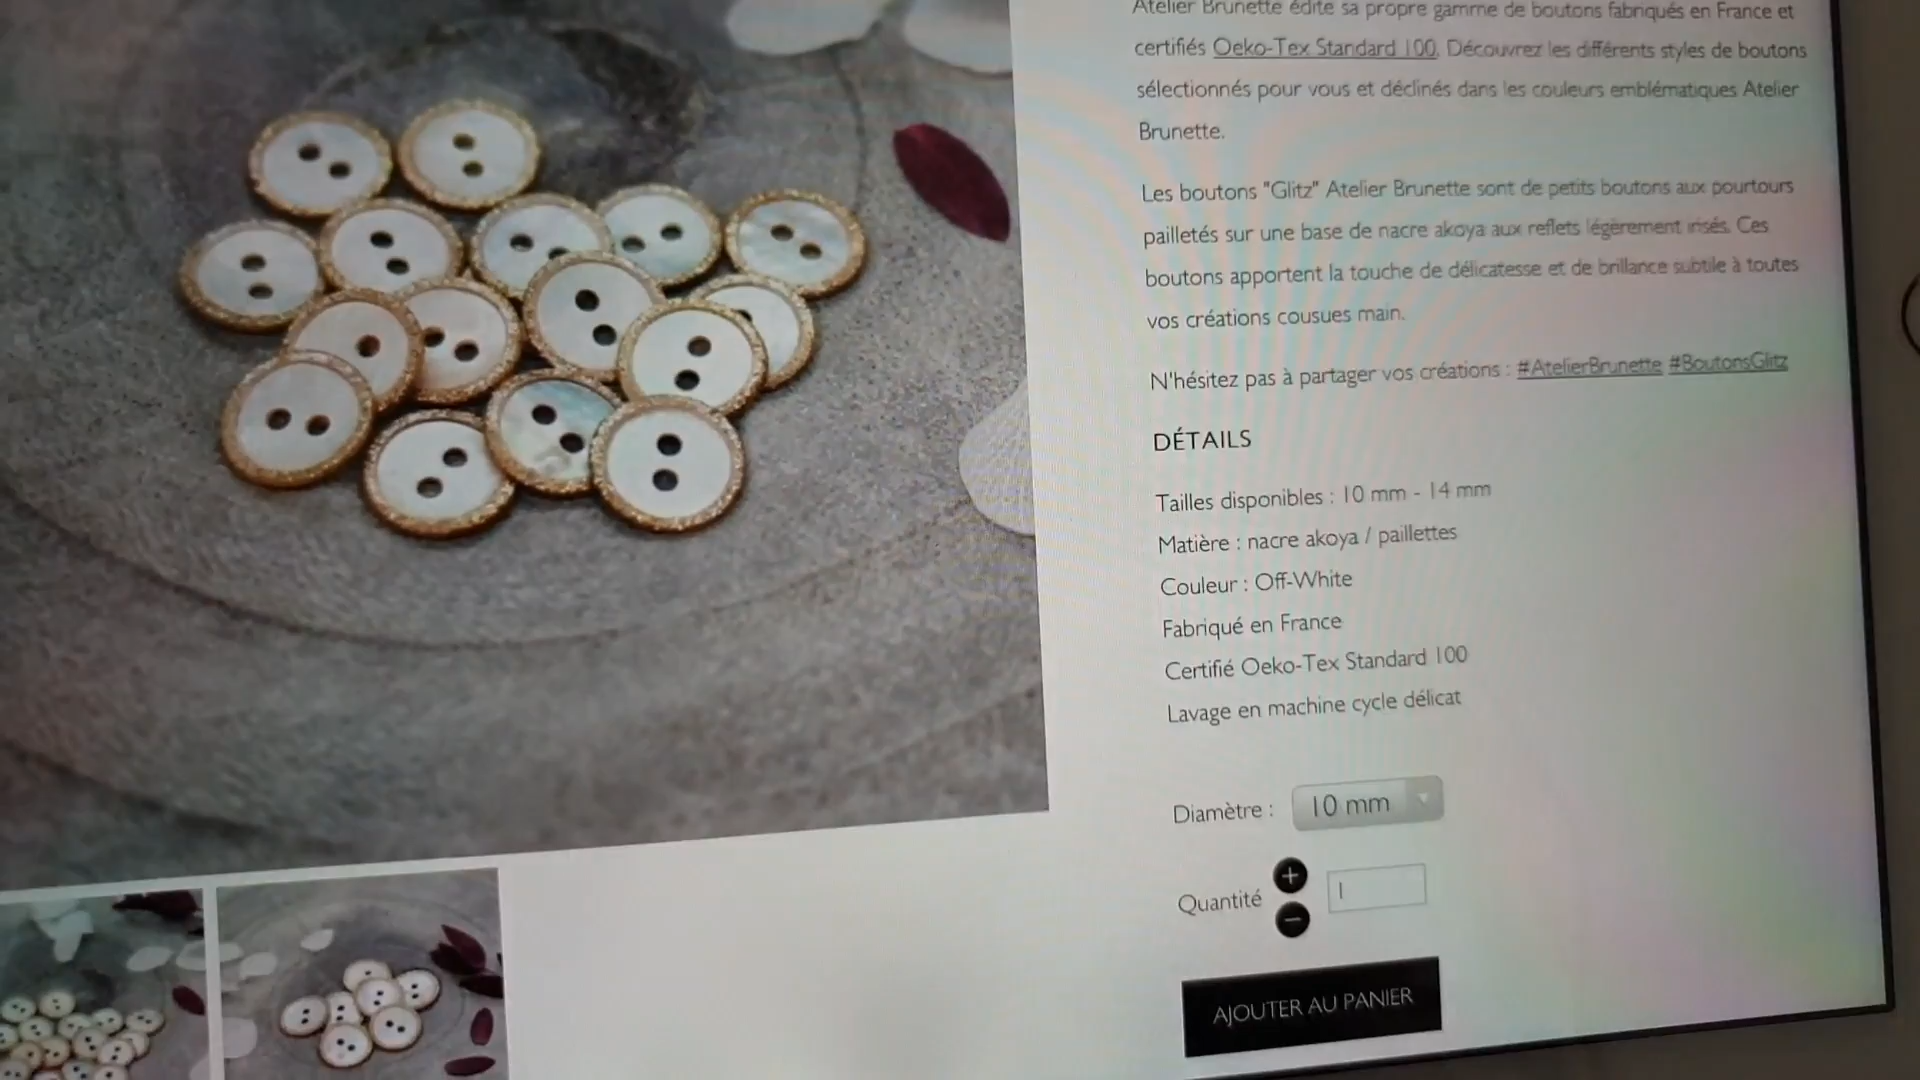 Atelier Brunette édite sa propre gamme de boutons fabriqués en France et
certifiés Oeko-Tex Standard 100. Découvrez les différents styles de boutons
sélectionnés pour vous et déclinés dans les couleurs emblématiques Atelier
Brunette.
Les boutons "Glitz" Atelier Brunette sont de petits boutons aux pourtours
pailletés sur une base de nacre akoya aux reflets légèrement irisés. Ces
boutons apportent la touche de délicatesse et de brillance subtile à toutes
vos créations cousues main.
N'hésitez pas à partager vos créations : #AtelierBrunette #BoutonsGlitz
DÉTAILS
Tailles disponibles : 10 mm - 14 mm
Matière : nacre akoya / paillettes
Couleur : Off-White
Fabriqué en France
Certifié Oeko-Tex Standard 100
Lavage en machine cycle délicat
Diamètre : 10 mm
Quantité + 1
−
AJOUTER AU PANIER